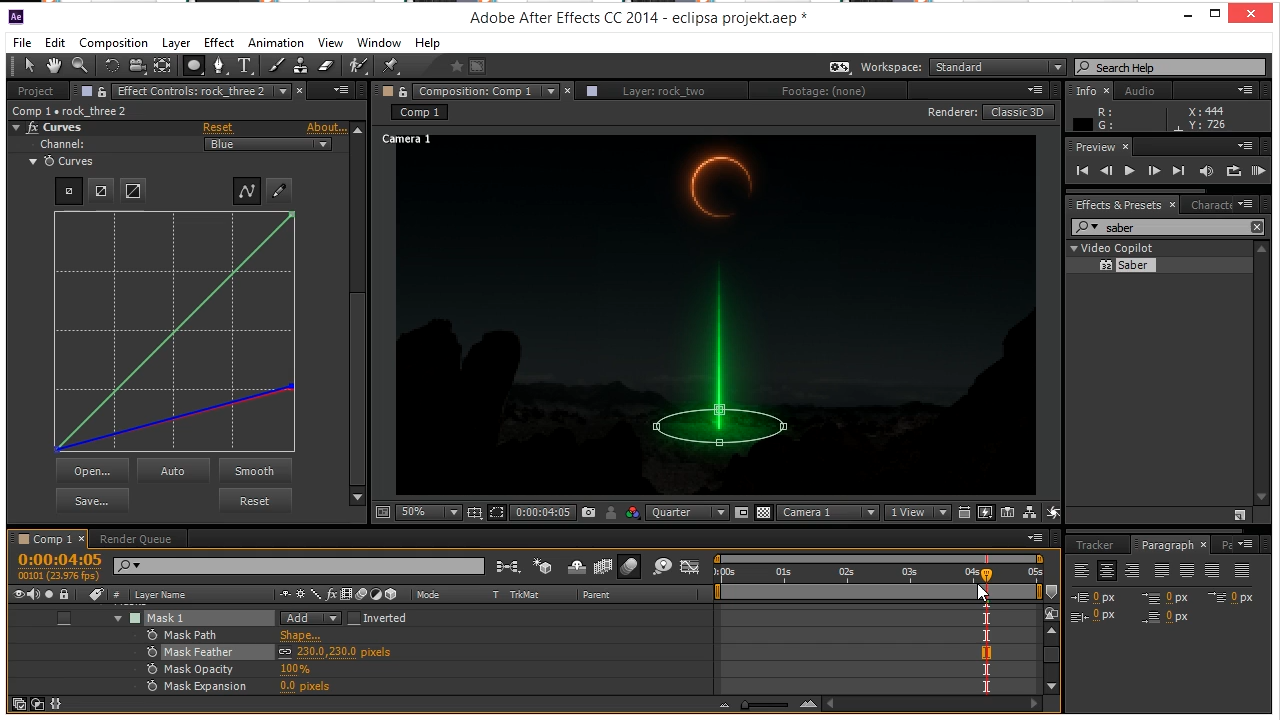 Ae
Adobe After Effects CC 2014 - eclipsa projekt.aep *
File Edit Composition Layer Effect Animation View Window Help
T
Workspace: Standard
Search Help
Project
Effect Controls: rock_three 2
Composition: Comp 1
Layer: rock_two
Footage: (none)
Info
Audio
Comp 1 • rock_three 2
Comp 1
Renderer: Classic 3D
R:
G:
X: 444
Y: 726
fx Curves Reset About...
Channel: Blue
Curves
Camera 1
Preview
Effects & Presets
Characte
saber
Video Copilot
32 Saber
Open... Auto Smooth
Save... Reset
50% 0:00:04:05 Quarter Camera 1 1 View
Comp 1
Render Queue
Tracker
Paragraph
Pa
0:00:04:05
00101 (23.976 fps)
:00s 01s 02s 03s 04s 05s
# Layer Name fx Mode T TrkMat Parent
Mask 1 Add Inverted
Mask Path Shape...
Mask Feather 230.0,230.0 pixels
Mask Opacity 100%
Mask Expansion 0.0 pixels
0 px 0 px 0 px
0 px 0 px